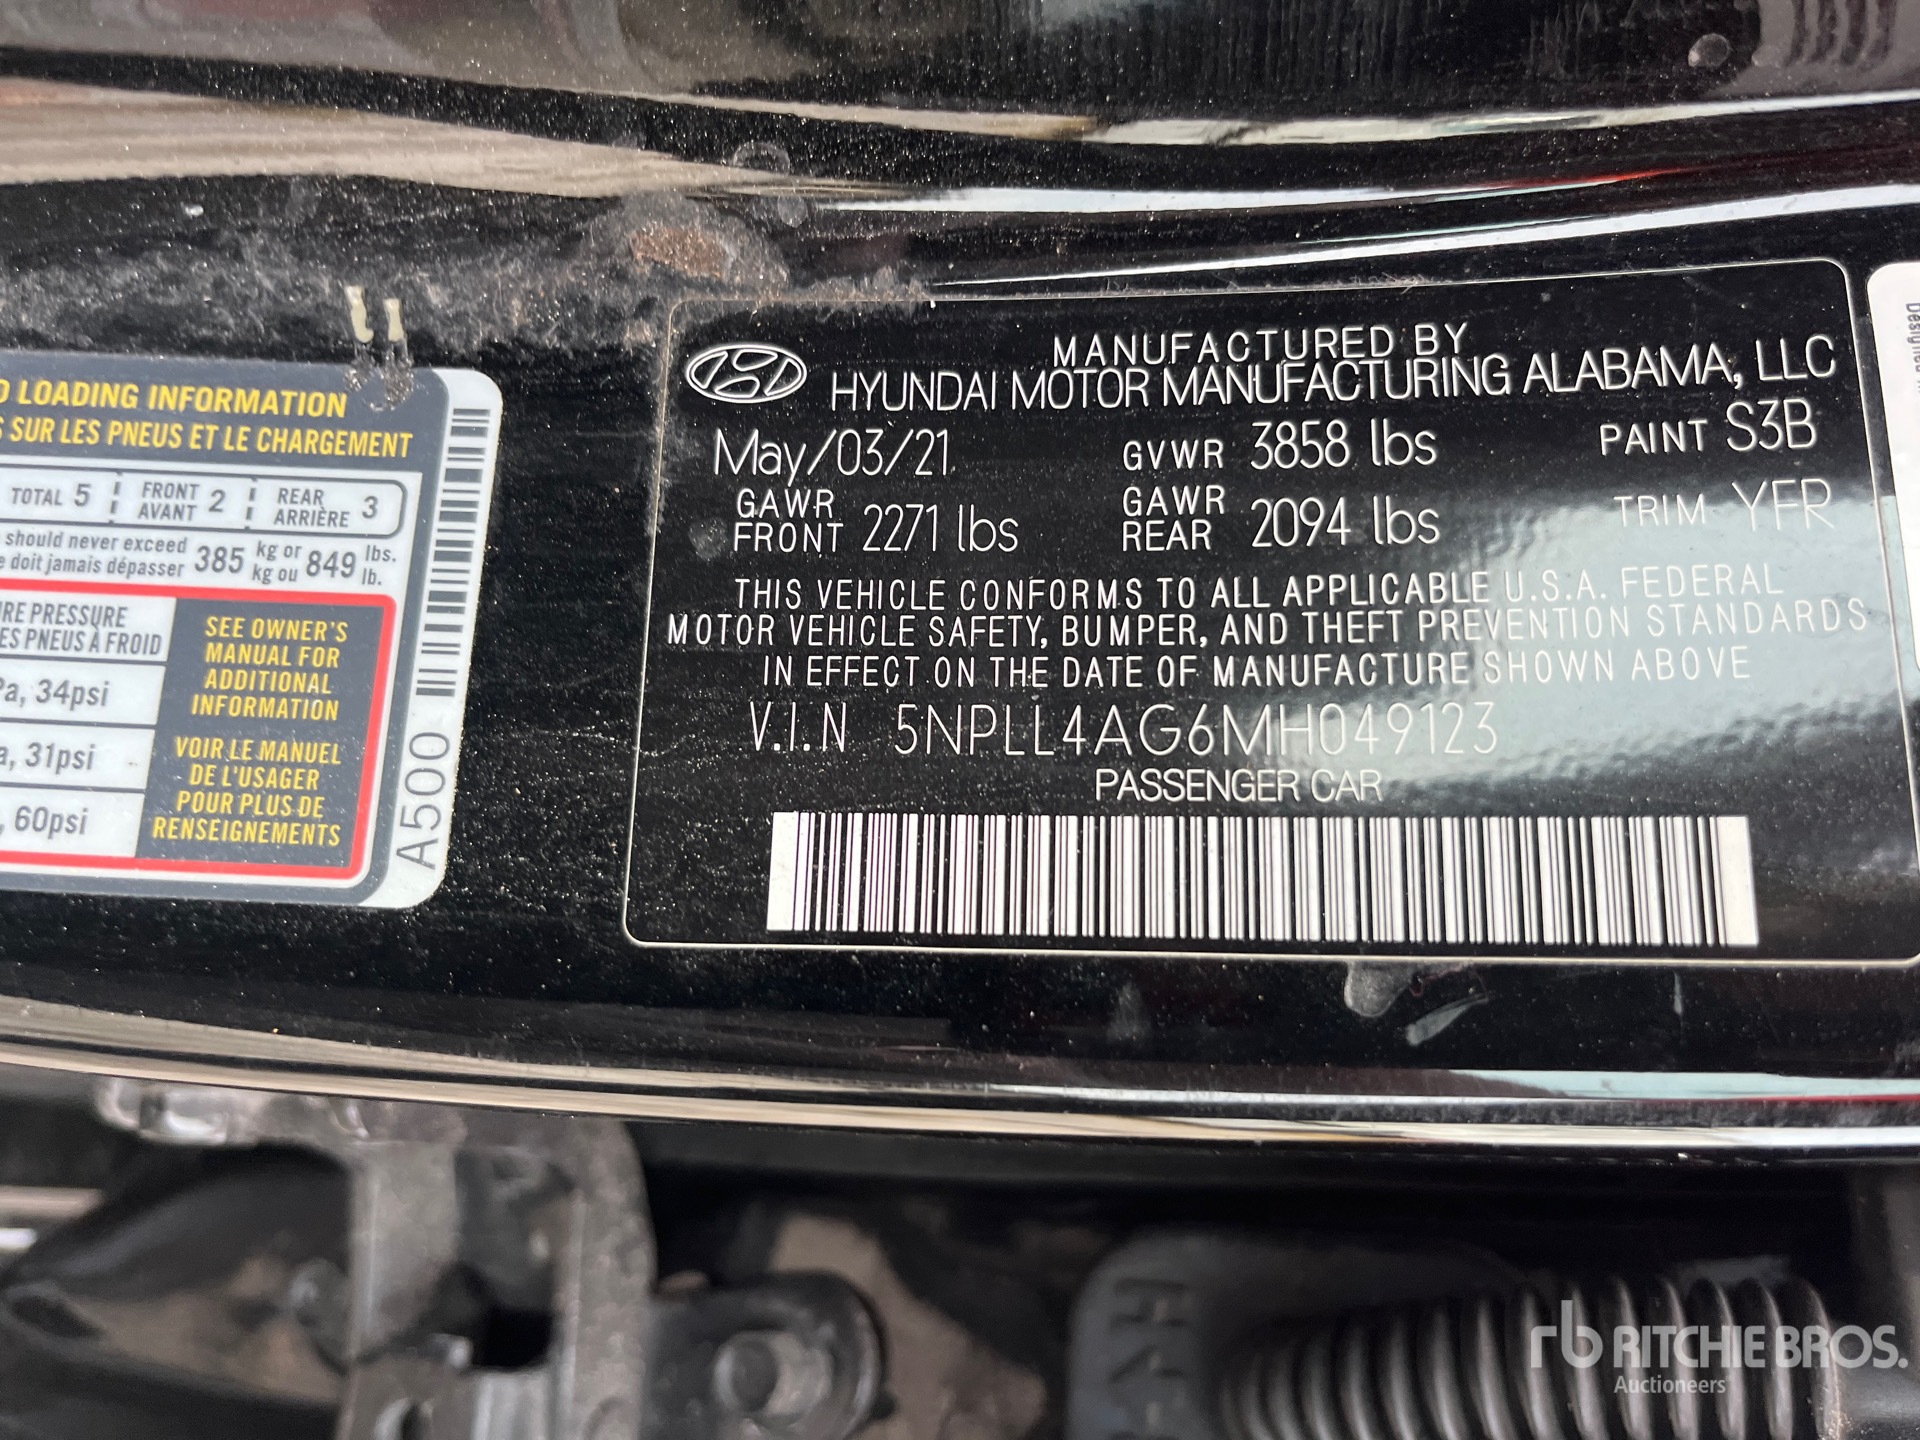 D LOADING INFORMATION
S SUR LES PNEUS ET LE CHARGEMENT
TOTAL 5 FRONT AVANT 2 REAR ARRIÈRE 3
should never exceed 385 kg or 849 lbs.
e doit jamais dépasser kg ou lb.
RE PRESSURE
ES PNEUS À FROID
Pa, 34psi
a, 31psi
, 60psi
SEE OWNER'S
MANUAL FOR
ADDITIONAL
INFORMATION
VOIR LE MANUEL
DE L'USAGER
POUR PLUS DE
RENSEIGNEMENTS
A500
MANUFACTURED BY
HYUNDAI MOTOR MANUFACTURING ALABAMA, LLC
May/03/21 GVWR 3858 lbs PAINT S3B
GAWR FRONT 2271 lbs GAWR REAR 2094 lbs TRIM YFR
THIS VEHICLE CONFORMS TO ALL APPLICABLE U.S.A. FEDERAL
MOTOR VEHICLE SAFETY, BUMPER, AND THEFT PREVENTION STANDARDS
IN EFFECT ON THE DATE OF MANUFACTURE SHOWN ABOVE
V.I.N 5NPLL4AG6MH049123
PASSENGER CAR
rb RITCHIE BROS.
Auctioneers